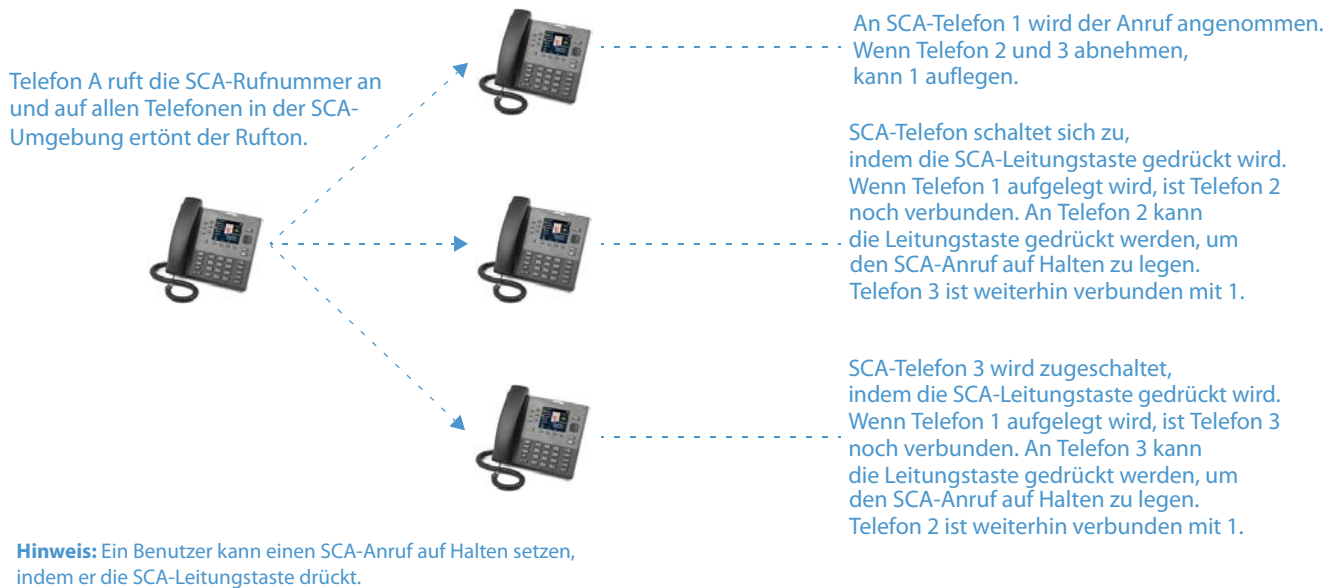 Telefon A ruft die SCA-Rufnummer an
und auf allen Telefonen in der SCA-
Umgebung ertönt der Rufton.
An SCA-Telefon 1 wird der Anruf angenommen.
Wenn Telefon 2 und 3 abnehmen,
kann 1 auflegen.
SCA-Telefon schaltet sich zu,
indem die SCA-Leitungstaste gedrückt wird.
Wenn Telefon 1 aufgelegt wird, ist Telefon 2
noch verbunden. An Telefon 2 kann
die Leitungstaste gedrückt werden, um
den SCA-Anruf auf Halten zu legen.
Telefon 3 ist weiterhin verbunden mit 1.
SCA-Telefon 3 wird zugeschaltet,
indem die SCA-Leitungstaste gedrückt wird.
Wenn Telefon 1 aufgelegt wird, ist Telefon 3
noch verbunden. An Telefon 3 kann
die Leitungstaste gedrückt werden, um
den SCA-Anruf auf Halten zu legen.
Telefon 2 ist weiterhin verbunden mit 1.
Hinweis: Ein Benutzer kann einen SCA-Anruf auf Halten setzen,
indem er die SCA-Leitungstaste drückt.